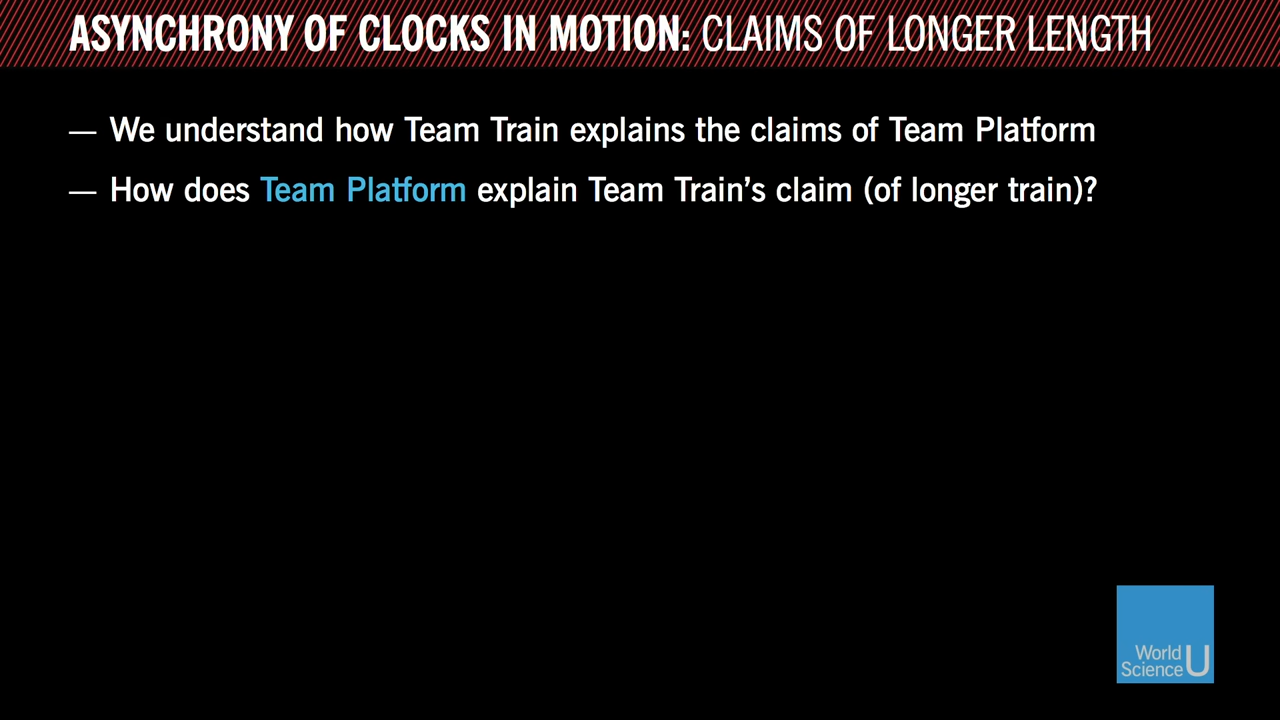 ASYNCHRONY OF CLOCKS IN MOTION: CLAIMS OF LONGER LENGTH
— We understand how Team Train explains the claims of Team Platform
— How does Team Platform explain Team Train’s claim (of longer train)?
World
Science U